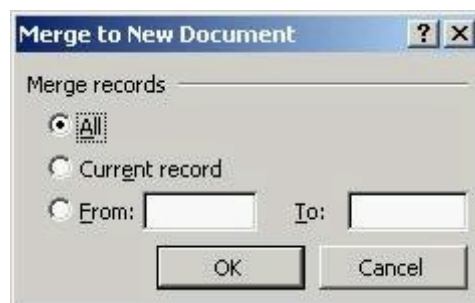 Merge to New Document
Merge records
All
Current record
From: To:
OK Cancel